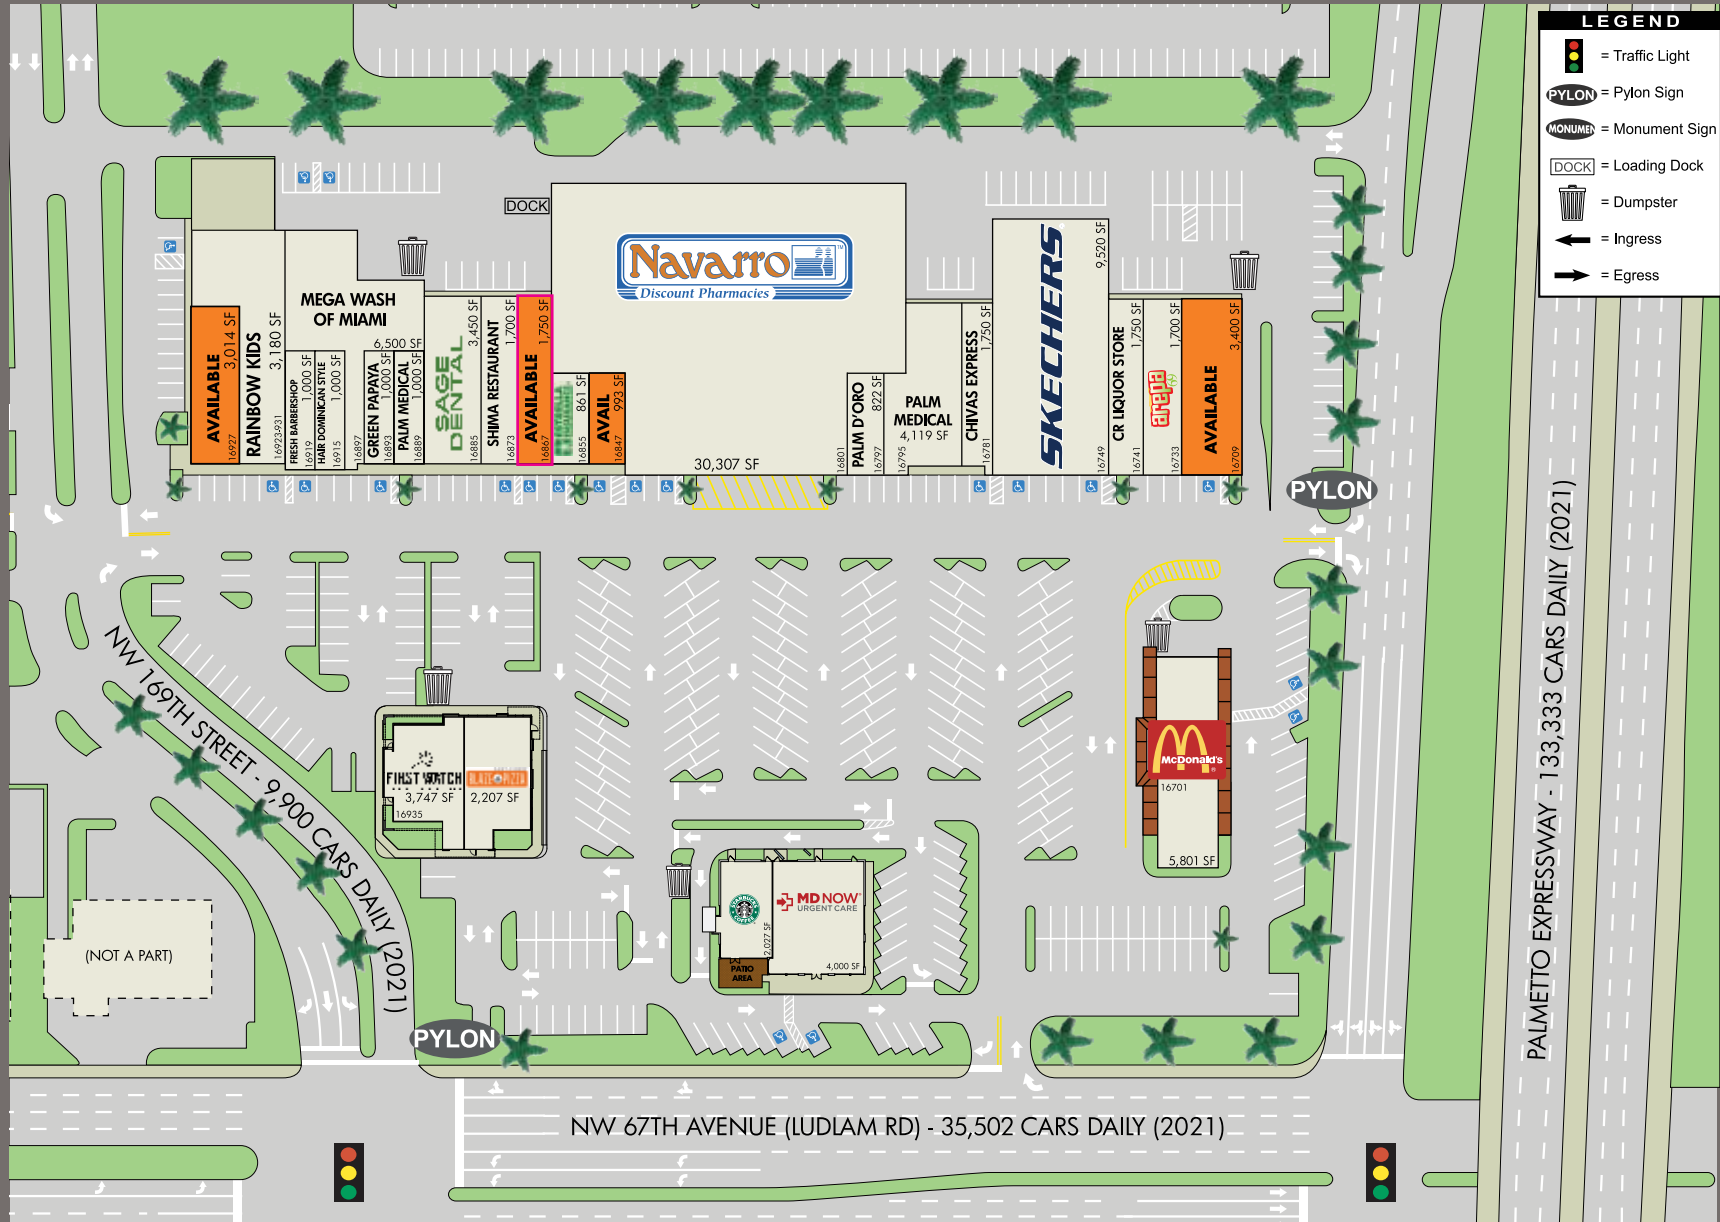 LEGEND
= Traffic Light
PYLON = Pylon Sign
= Monument Sign
DOCK = Loading Dock
= Dumpster
= Ingress
= Egress
DOCK
Navarro
Discount Pharmacies
30,307 SF
16801
AVAILABLE
3,014 SF
16927
RAINBOW KIDS
3,180 SF
16923-931
MEGA WASH
OF MIAMI
6,500 SF
16897
FRESH BARBERSHOP
1,000 SF
16919
HAIR DOMINICAN STYLE
1,000 SF
16915
GREEN PAPAYA
1,000 SF
16893
PALM MEDICAL
1,000 SF
16889
SAGE
DENTAL
3,450 SF
16885
SHIMA RESTAURANT
1,700 SF
16873
AVAILABLE
1,750 SF
16867
861 SF
16855
AVAIL
993 SF
16847
PALM D'ORO
822 SF
16797
PALM
MEDICAL
4,119 SF
16795
CHIVAS EXPRESS
1,750 SF
16781
SKECHERS
9,520 SF
16749
CR LIQUOR STORE
1,750 SF
16741
arepa
1,700 SF
16733
AVAILABLE
3,400 SF
16709
PYLON
NW 169TH STREET - 9,900 CARS DAILY (2021)
FIRST WATCH
3,747 SF
16935
2,207 SF
McDonald's
16701
5,801 SF
STARBUCKS
COFFEE
2,027 SF
PATIO
AREA
MD NOW
URGENT CARE
4,000 SF
(NOT A PART)
PYLON
PALMETTO EXPRESSWAY - 133,333 CARS DAILY (2021)
NW 67TH AVENUE (LUDLAM RD) - 35,502 CARS DAILY (2021)